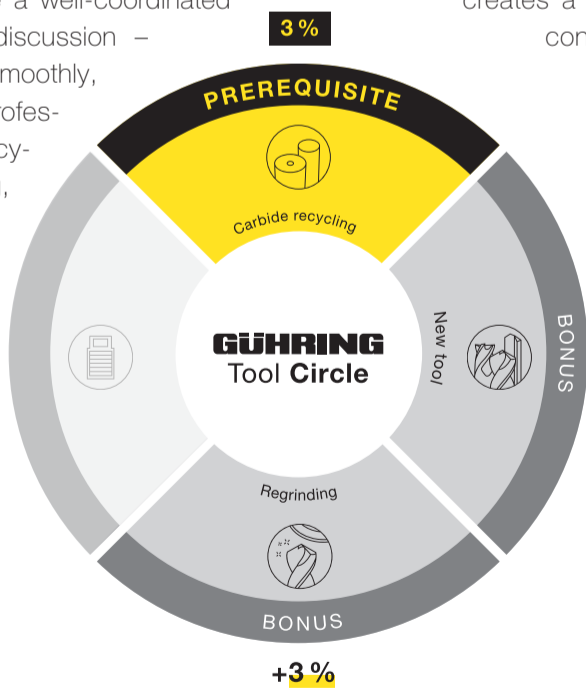 a well-coordinated
discussion –
moothly,
rofes-
cy-
creates a
con
3 %
PREREQUISITE
Carbide recycling
New tool
BONUS
GÜHRING
Tool Circle
Regrinding
BONUS
+3 %